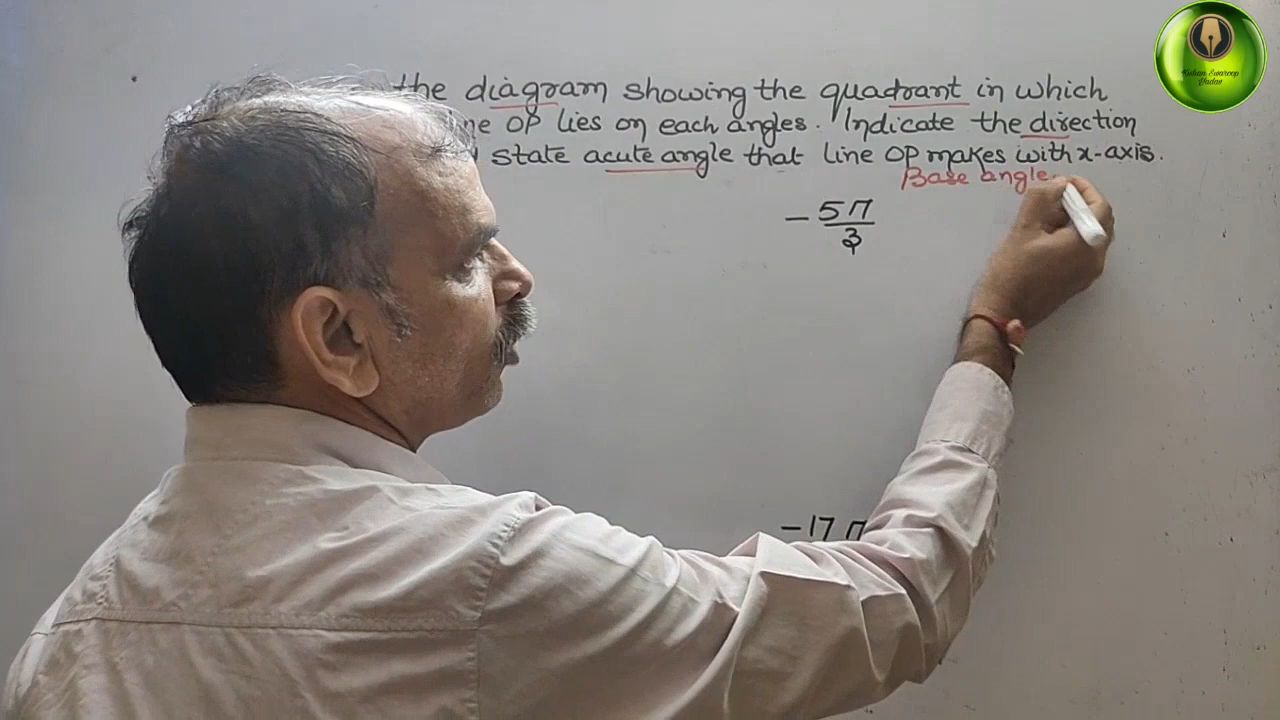 the diagram showing the quadrant in which
line OP lies on each angles. Indicate the direction
state acute angle that line OP makes with x-axis.
Base angle
-5π/3
-17π